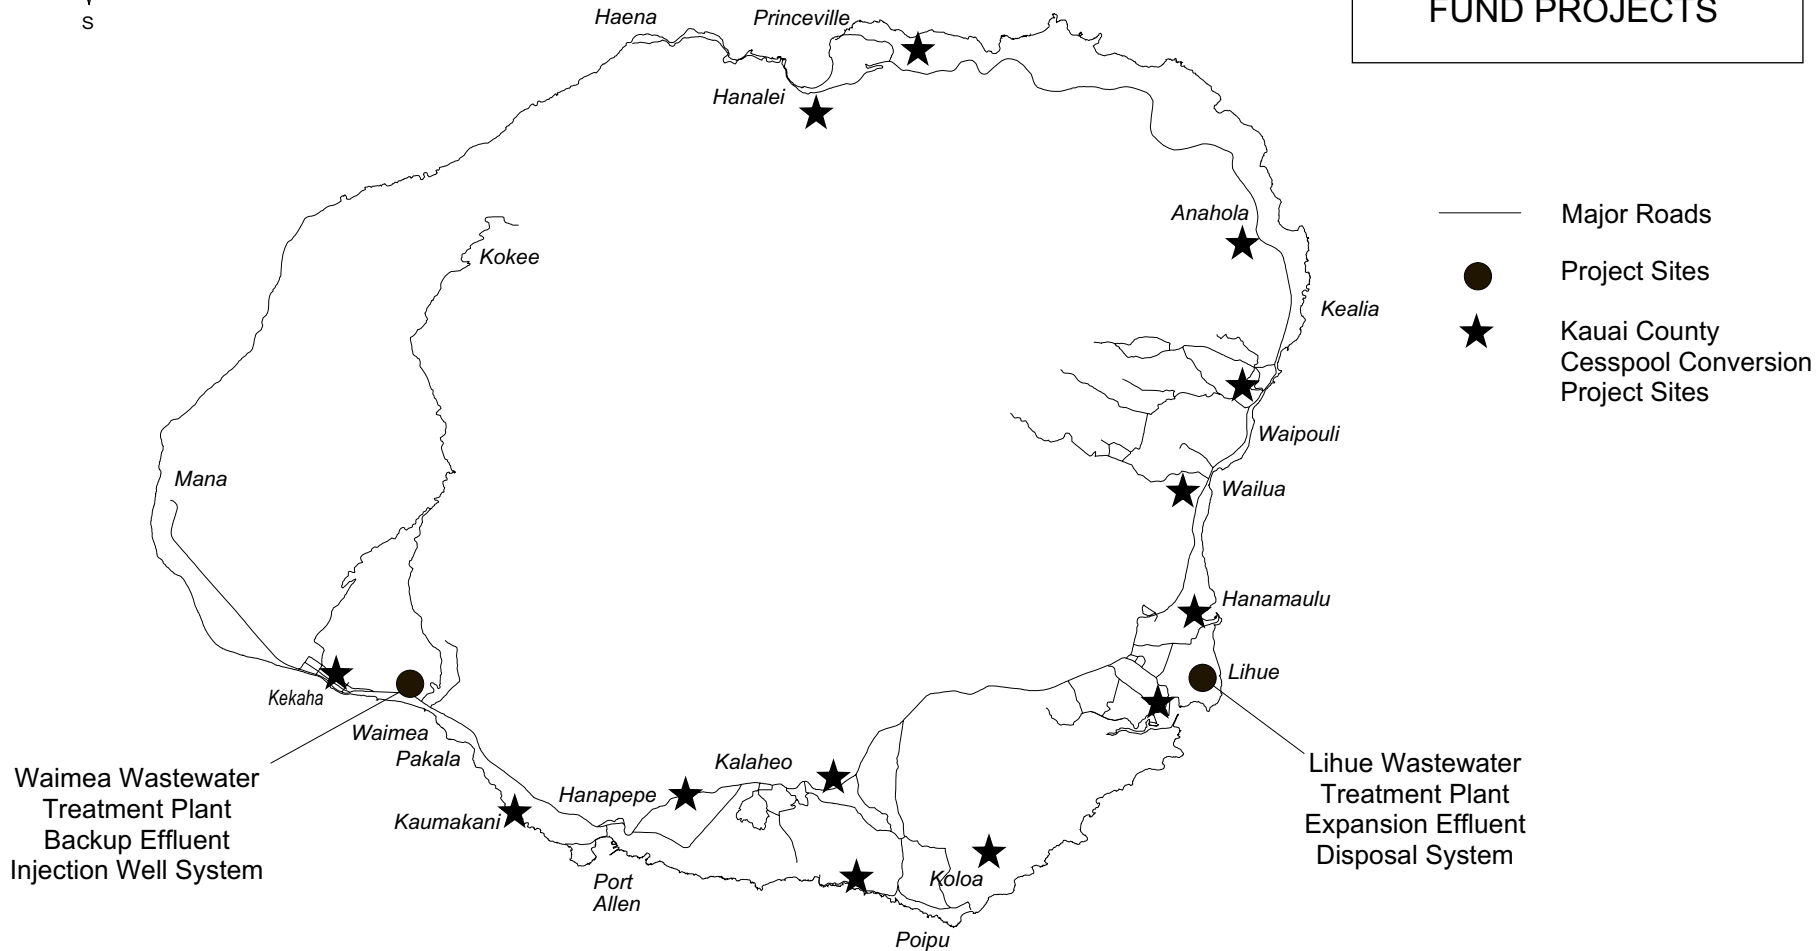 S
FUND PROJECTS
Haena
Princeville
Hanalei
Anahola
Kokee
Kealia
Major Roads
Project Sites
Kauai County
Cesspool Conversion
Project Sites
Waipouli
Mana
Wailua
Hanamaulu
Lihue
Kekaha
Waimea
Pakala
Kalaheo
Hanapepe
Kaumakani
Port
Allen
Koloa
Poipu
Waimea Wastewater
Treatment Plant
Backup Effluent
Injection Well System
Lihue Wastewater
Treatment Plant
Expansion Effluent
Disposal System